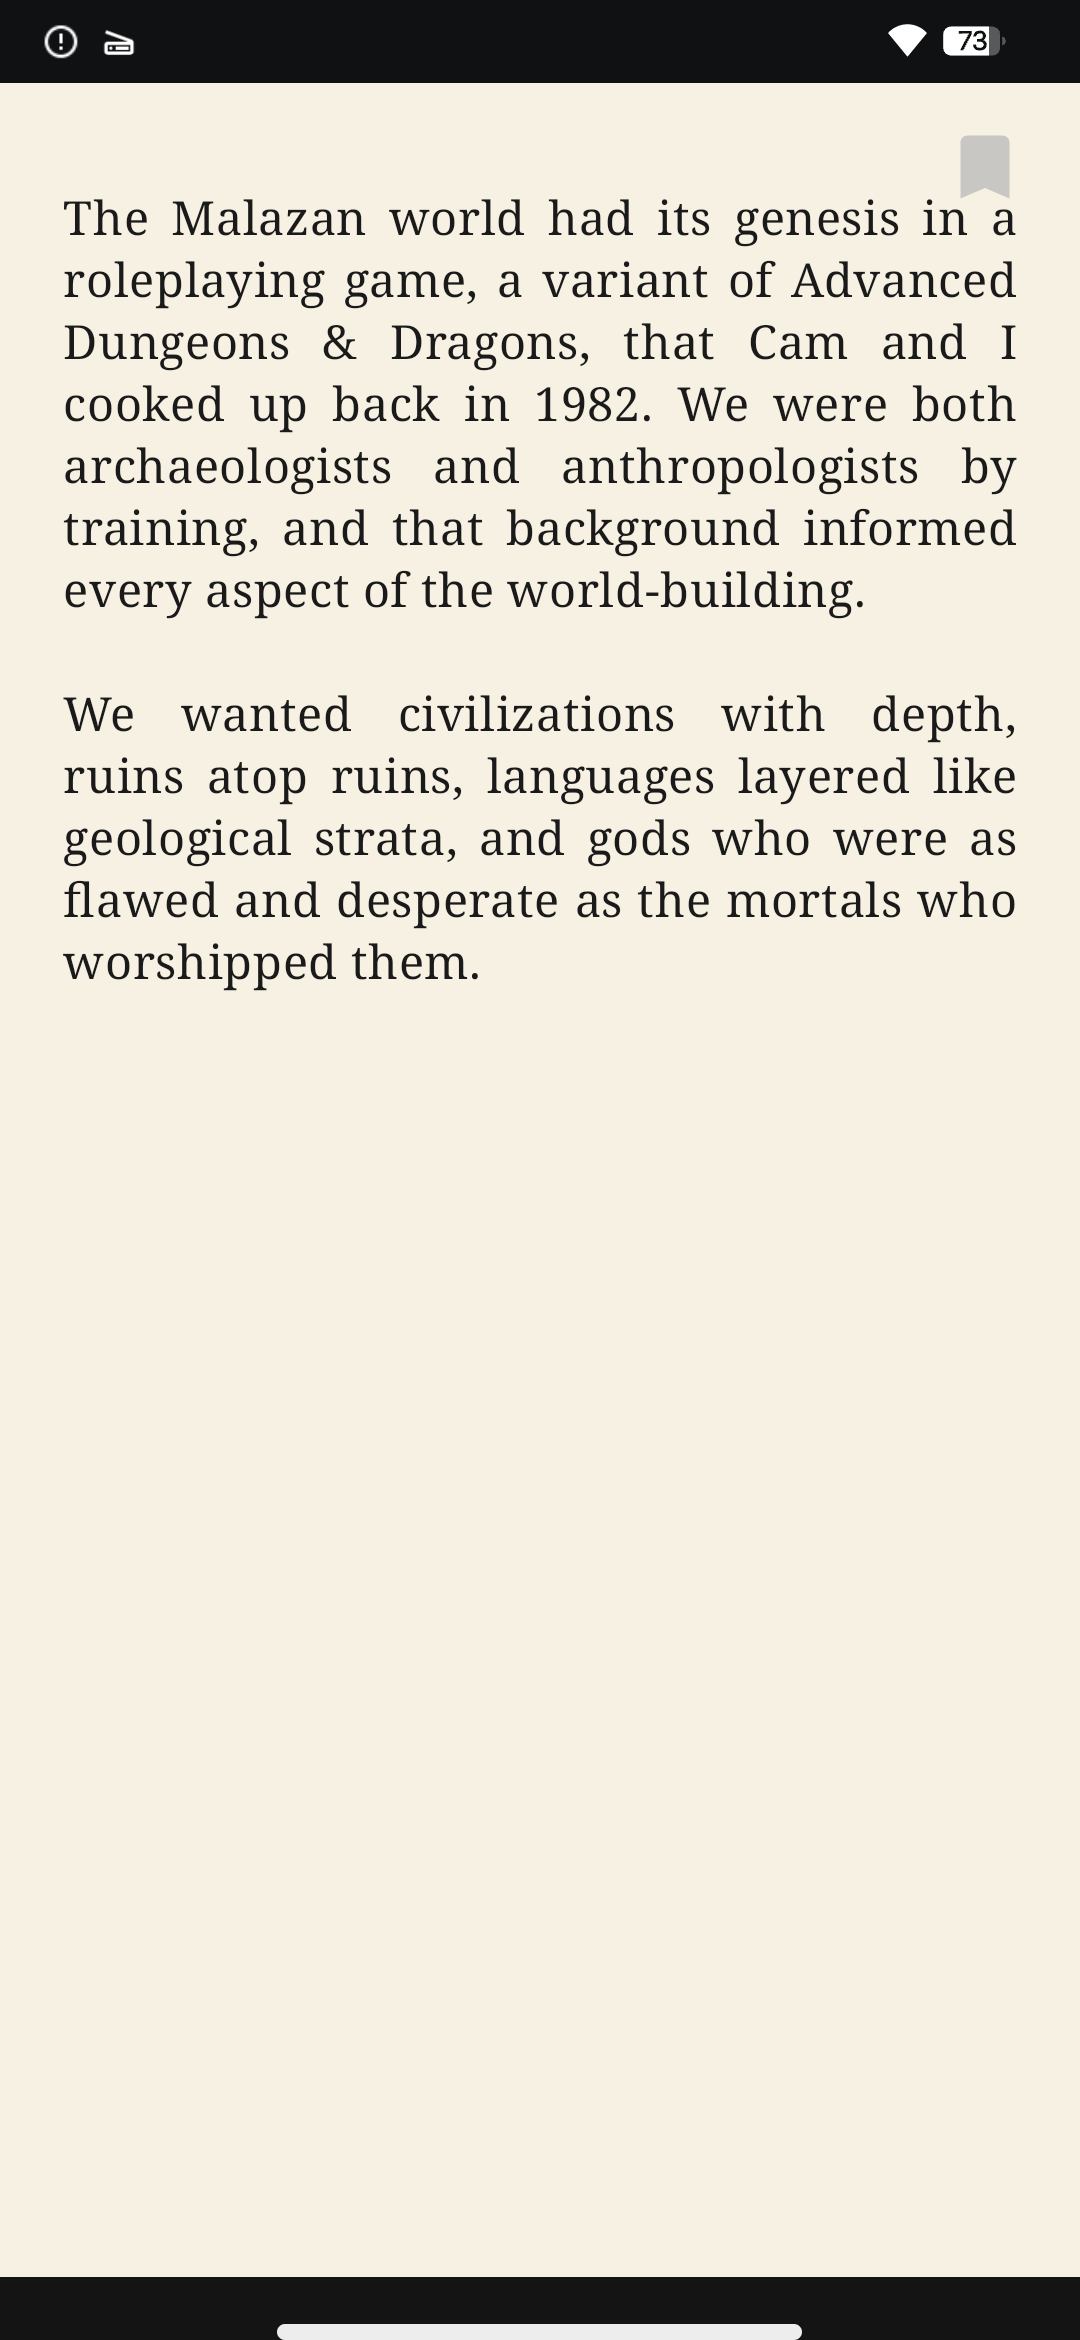 73
The Malazan world had its genesis in a
roleplaying game, a variant of Advanced
Dungeons & Dragons, that Cam and I
cooked up back in 1982. We were both
archaeologists and anthropologists by
training, and that background informed
every aspect of the world-building.
We wanted civilizations with depth,
ruins atop ruins, languages layered like
geological strata, and gods who were as
flawed and desperate as the mortals who
worshipped them.